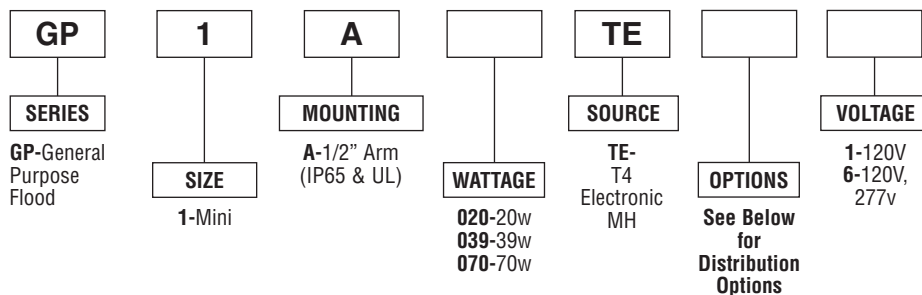 GP 1 A TE
SERIES
GP-General
Purpose
Flood
SIZE
1-Mini
MOUNTING
A-1/2” Arm
(IP65 & UL)
WATTAGE
020-20w
039-39w
070-70w
SOURCE
TE-
T4
Electronic
MH
OPTIONS
See Below
for
Distribution
Options
VOLTAGE
1-120V
6-120V,
277v